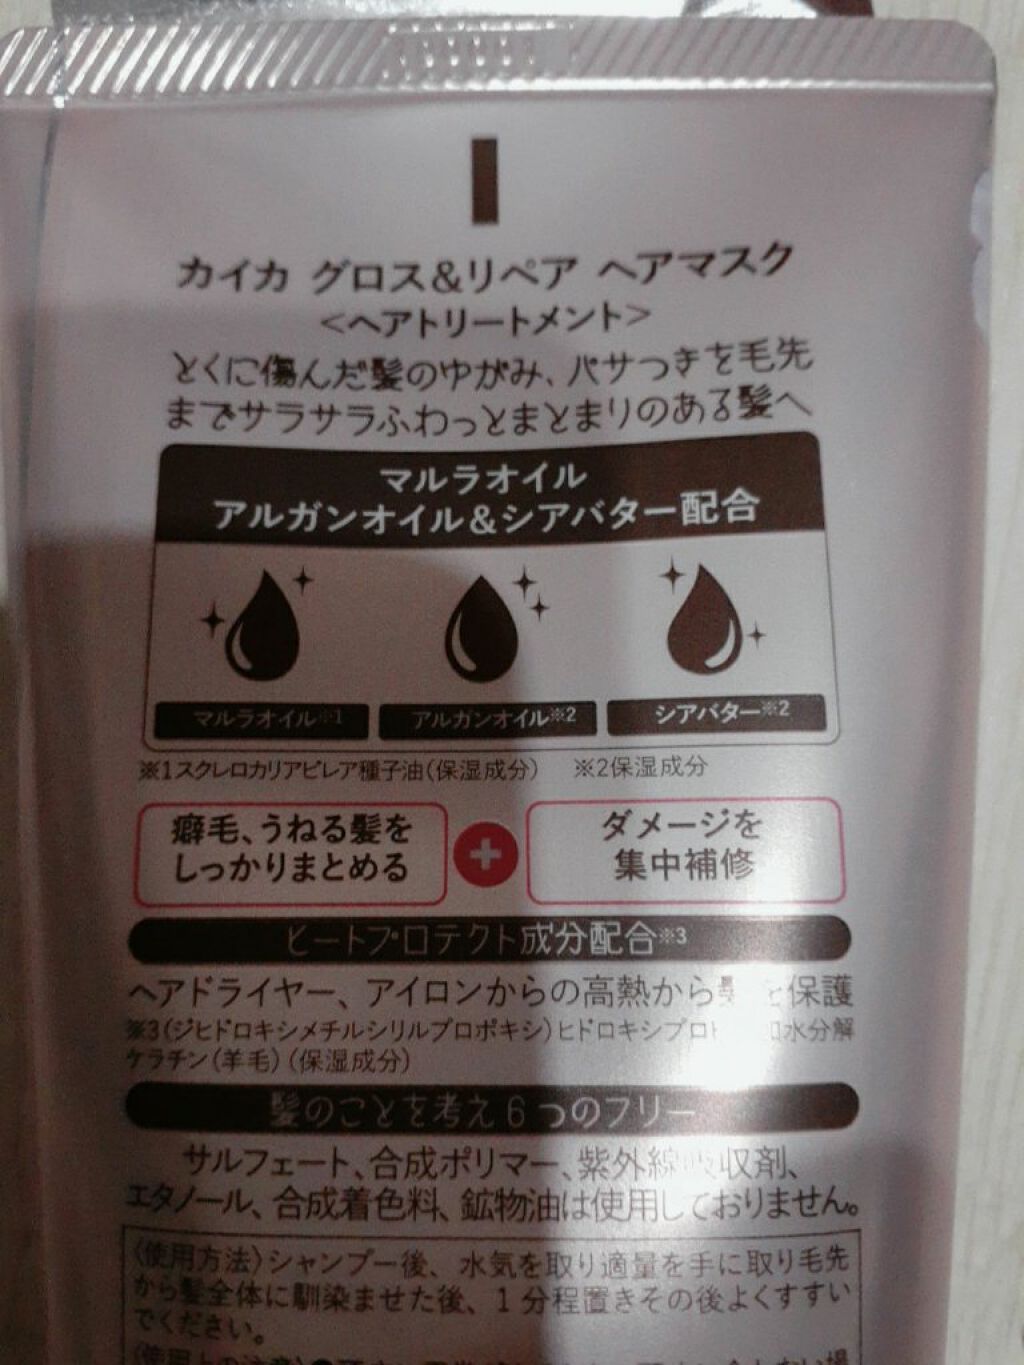 カイカ グロス&リペア ヘアマスク
<ヘアトリートメント>
とくに傷んだ髪のゆがみ、パサつきを毛先
までサラサラふわっとまとまりのある髪へ
マルラオイル
アルガンオイル&シアバター配合
マルラオイル※1 アルガンオイル※2 シアバター※2
※1スクレロカリアビレア種子油(保湿成分) ※2保湿成分
癖毛、うねる髪を
しっかりまとめる
+
ダメージを
集中補修
ヒートプロテクト成分配合※3
ヘアドライヤー、アイロンからの高熱から髪を保護
※3(ジヒドロキシメチルシリルプロポキシ)ヒドロキシプロピル加水分解
ケラチン(羊毛)(保湿成分)
髪のことを考え6つのフリー
サルフェート、合成ポリマー、紫外線吸収剤、
エタノール、合成着色料、鉱物油は使用しておりません。
〈使用方法〉シャンプー後、水気を取り適量を手に取り毛先
から髪全体に馴染ませた後、1分程置きその後よくすすい
でください。